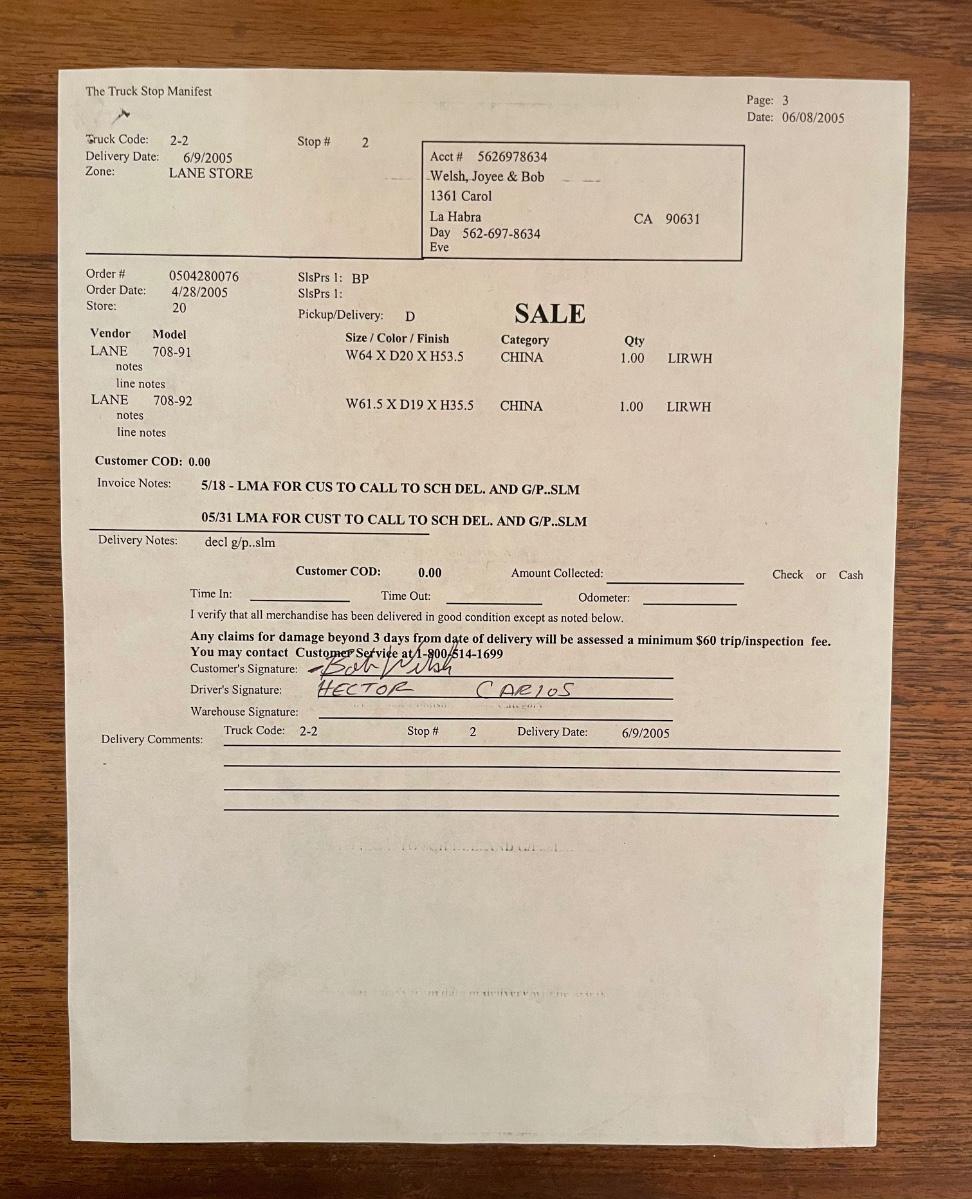 The Truck Stop Manifest
Page: 3
Date: 06/08/2005
Truck Code: 2-2 Stop # 2
Delivery Date: 6/9/2005
Zone: LANE STORE
Acct # 5626978634
Welsh, Joyee & Bob
1361 Carol
La Habra CA 90631
Day 562-697-8634
Eve
Order # 0504280076 SlsPrs 1: BP
Order Date: 4/28/2005 SlsPrs 1:
Store: 20 Pickup/Delivery: D SALE
Vendor Model Size / Color / Finish Category Qty
LANE 708-91 W64 X D20 X H53.5 CHINA 1.00 LIRWH
notes
line notes
LANE 708-92 W61.5 X D19 X H35.5 CHINA 1.00 LIRWH
notes
line notes
Customer COD: 0.00
Invoice Notes: 5/18 - LMA FOR CUS TO CALL TO SCH DEL. AND G/P..SLM
05/31 LMA FOR CUST TO CALL TO SCH DEL. AND G/P..SLM
Delivery Notes: decl g/p..slm
Customer COD: 0.00 Amount Collected: Check or Cash
Time In: Time Out: Odometer:
I verify that all merchandise has been delivered in good condition except as noted below.
Any claims for damage beyond 3 days from date of delivery will be assessed a minimum $60 trip/inspection fee.
You may contact Customer Service at 1-800/514-1699
Customer's Signature: Bob Welsh
Driver's Signature: HECTOR CARLOS
Warehouse Signature:
Truck Code: 2-2 Stop # 2 Delivery Date: 6/9/2005
Delivery Comments: